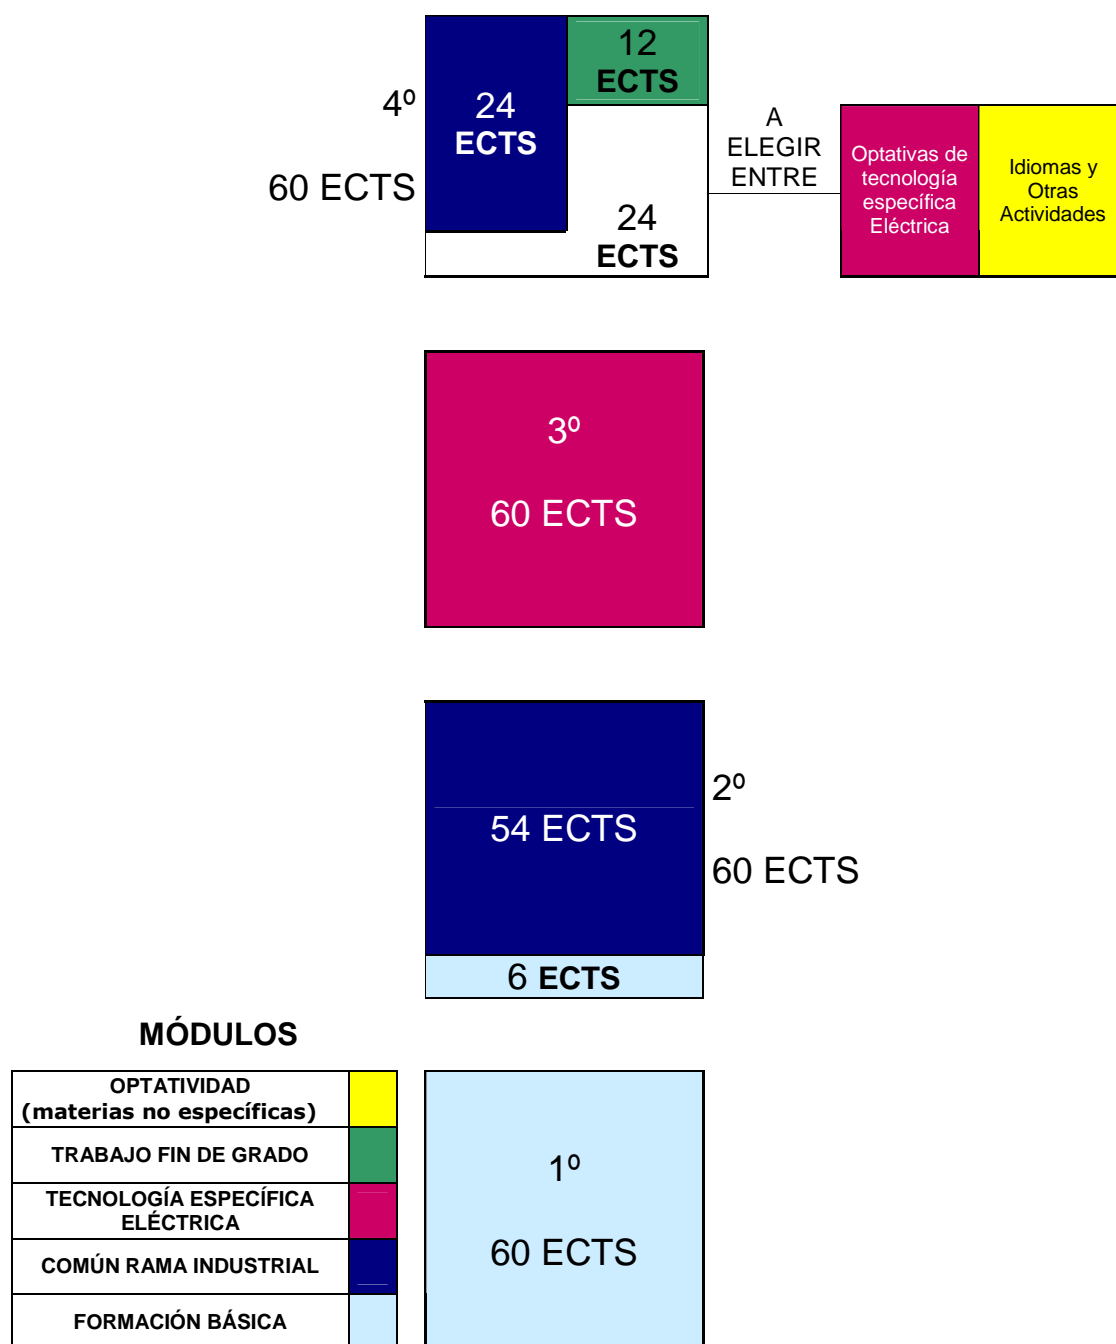 4º
60 ECTS
24
ECTS
12
ECTS
24
ECTS
A
ELEGIR
ENTRE
Optativas de
tecnología
específica
Eléctrica
Idiomas y
Otras
Actividades
3º
60 ECTS
54 ECTS
2º
60 ECTS
6 ECTS
MÓDULOS
OPTATIVIDAD
(materias no específicas)
TRABAJO FIN DE GRADO
TECNOLOGÍA ESPECÍFICA
ELÉCTRICA
COMÚN RAMA INDUSTRIAL
FORMACIÓN BÁSICA
1º
60 ECTS